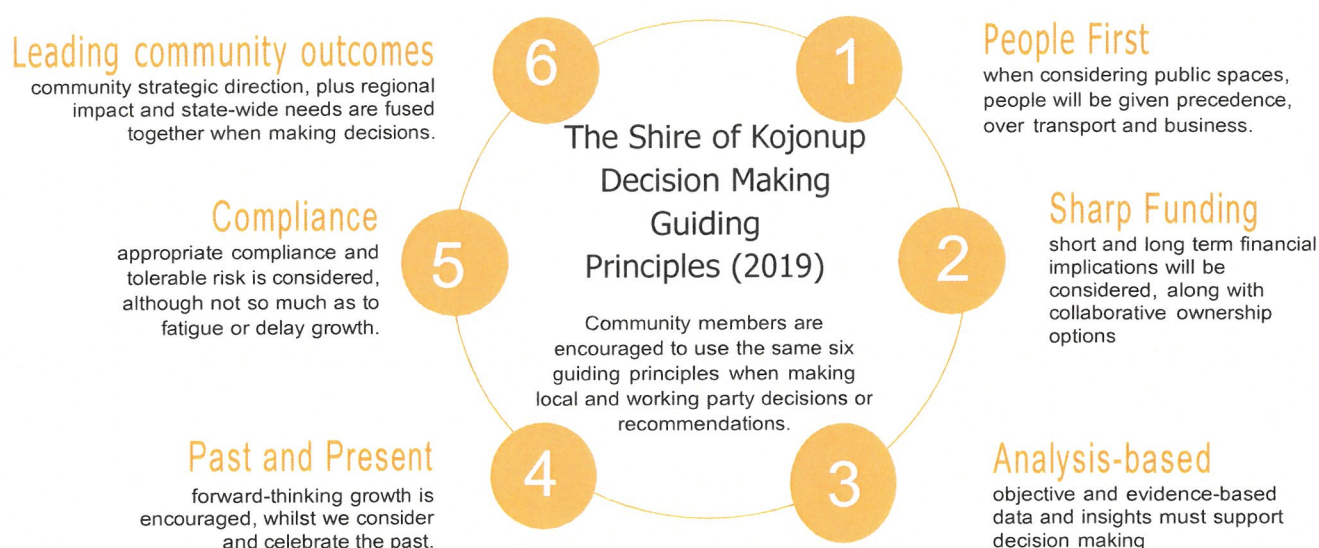 The Shire of Kojonup
Decision Making
Guiding
Principles (2019)
Community members are
encouraged to use the same six
guiding principles when making
local and working party decisions or
recommendations.
1
People First
when considering public spaces,
people will be given precedence,
over transport and business.
2
Sharp Funding
short and long term financial
implications will be
considered, along with
collaborative ownership
options
3
Analysis-based
objective and evidence-based
data and insights must support
decision making
4
Past and Present
forward-thinking growth is
encouraged, whilst we consider
and celebrate the past.
5
Compliance
appropriate compliance and
tolerable risk is considered,
although not so much as to
fatigue or delay growth.
6
Leading community outcomes
community strategic direction, plus regional
impact and state-wide needs are fused
together when making decisions.